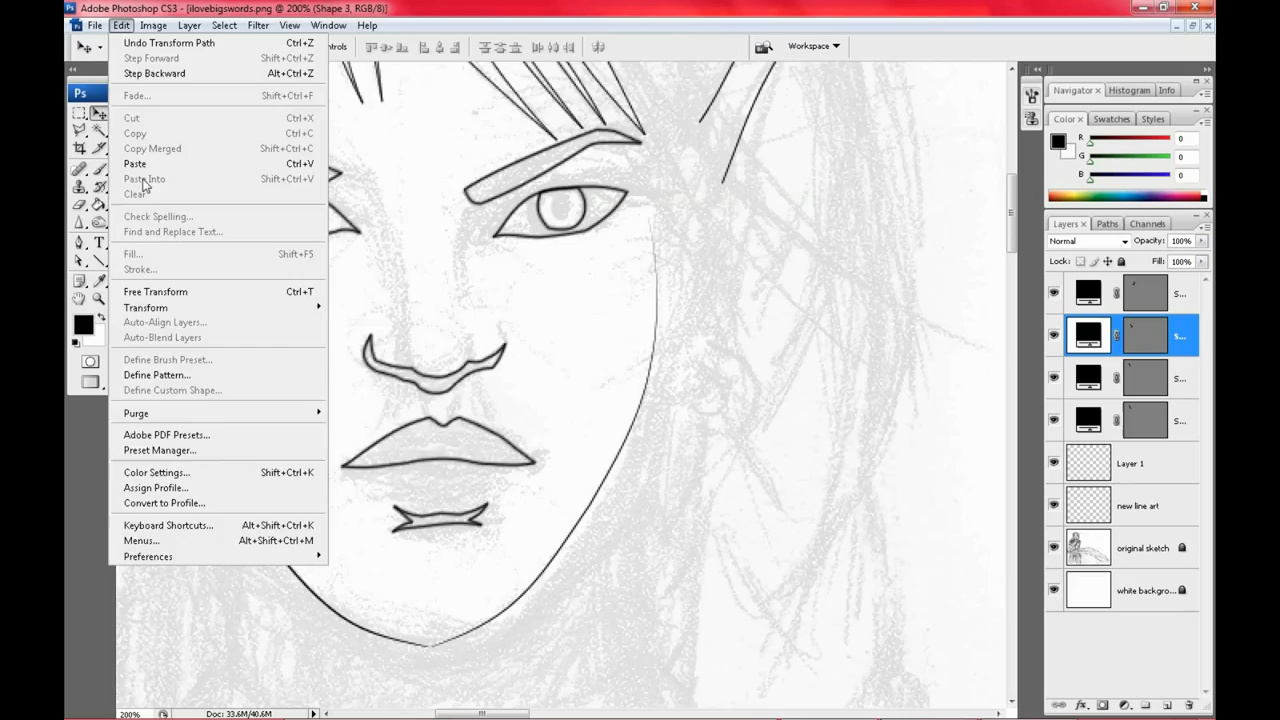 Adobe Photoshop CS3 - [ilovebigswords.png @ 200% (Shape 3, RGB/8)]
File Edit Image Layer Select Filter View Window Help
Workspace
Undo Transform Path Ctrl+Z
Step Forward Shift+Ctrl+Z
Step Backward Alt+Ctrl+Z
Fade... Shift+Ctrl+F
Cut Ctrl+X
Copy Ctrl+C
Copy Merged Shift+Ctrl+C
Paste Ctrl+V
Paste Into Shift+Ctrl+V
Clear
Check Spelling...
Find and Replace Text...
Fill... Shift+F5
Stroke...
Free Transform Ctrl+T
Transform
Auto-Align Layers...
Auto-Blend Layers
Define Brush Preset...
Define Pattern...
Define Custom Shape...
Purge
Adobe PDF Presets...
Preset Manager...
Color Settings... Shift+Ctrl+K
Assign Profile...
Convert to Profile...
Keyboard Shortcuts... Alt+Shift+Ctrl+K
Menus... Alt+Shift+Ctrl+M
Preferences
Ps
Navigator × Histogram Info
Color × Swatches Styles
R 0
G 0
B 0
Layers × Paths Channels
Normal Opacity: 100%
Lock: Fill: 100%
S...
S...
S...
S...
Layer 1
new line art
original sketch
white backgro...
200% Doc: 33.6M/40.6M